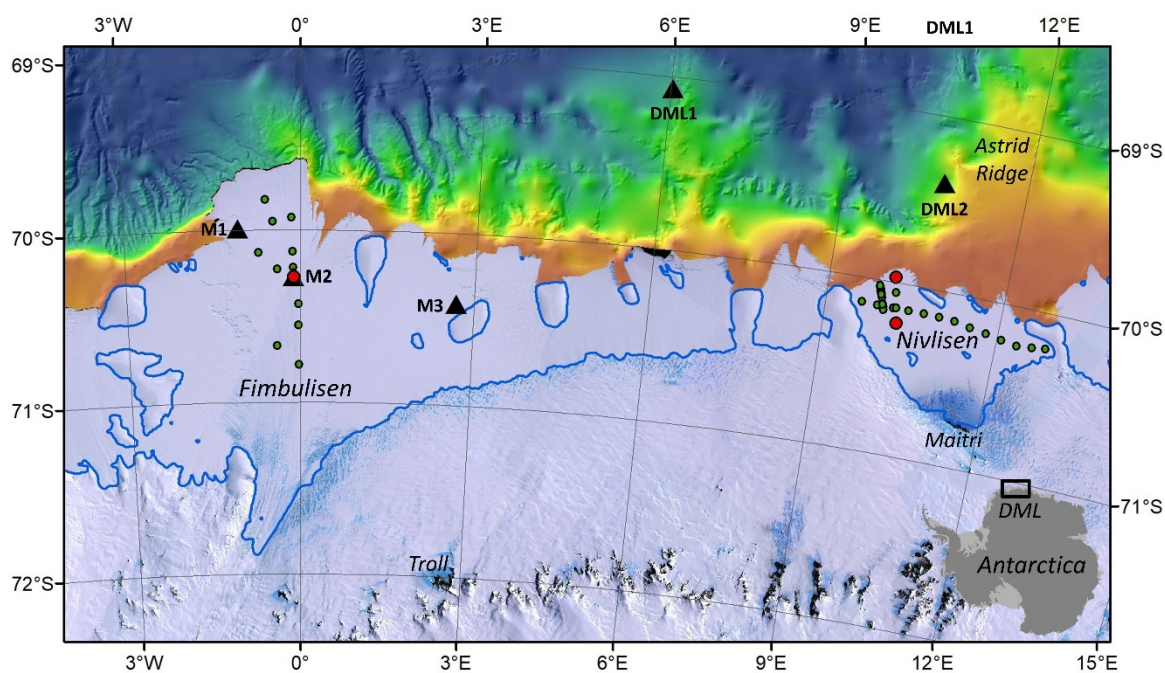 3°W 0° 3°E 6°E 9°E DML1 12°E
69°S
DML1
Astrid
Ridge
69°S
DML2
70°S
M1
M2
M3
70°S
Nivlisen
Fimbulisen
71°S
Maitri
71°S
DML
Troll
Antarctica
72°S
3°W 0° 3°E 6°E 9°E 12°E 15°E